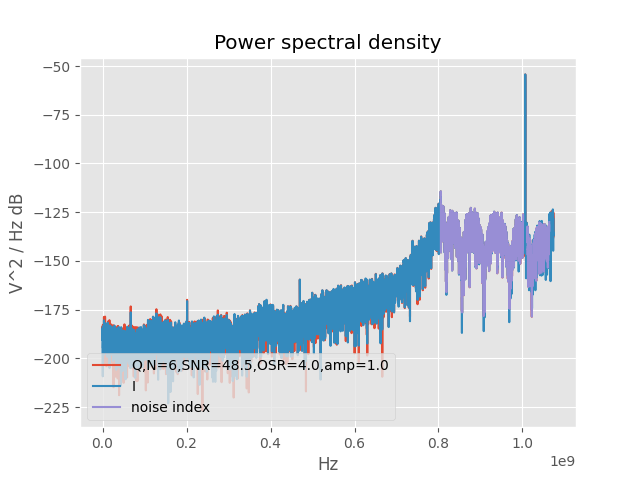 Power spectral density
V^2 / Hz dB
−50
−75
−100
−125
−150
−175
−200
−225
Q,N=6,SNR=48.5,OSR=4.0,amp=1.0
I
noise index
0.0 0.2 0.4 0.6 0.8 1.0
1e9
Hz